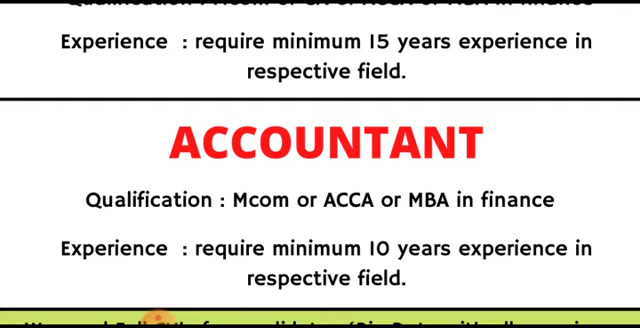 Experience : require minimum 15 years experience in
respective field.
ACCOUNTANT
Qualification : Mcom or ACCA or MBA in finance
Experience : require minimum 10 years experience in
respective field.